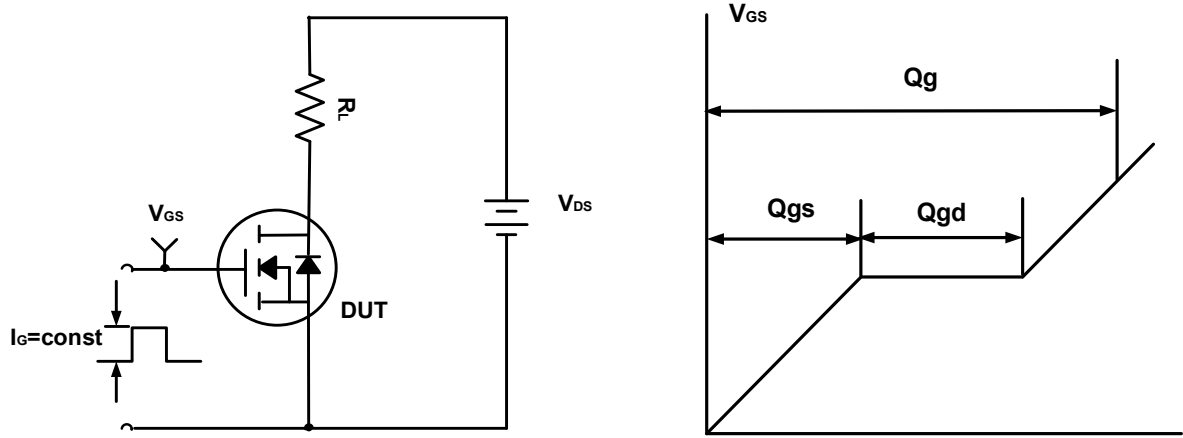 RL
VGS
VDS
DUT
IG=const
VGS
Qg
Qgs
Qgd